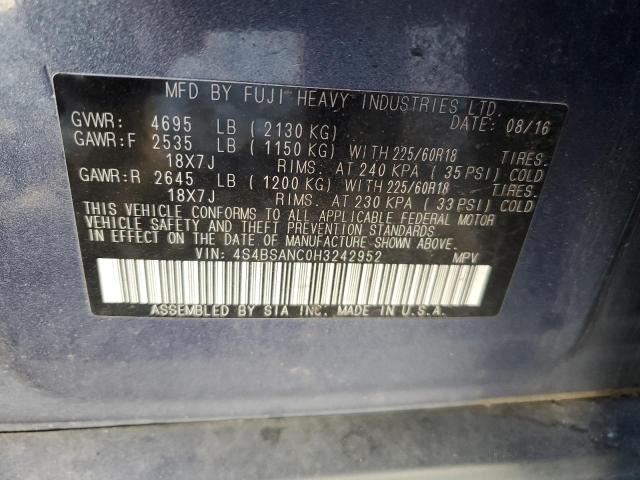 MFD BY FUJI HEAVY INDUSTRIES LTD.
GVWR: 4695 LB (2130 KG) DATE: 08/16
GAWR:F 2535 LB (1150 KG) WITH 225/60R18 TIRES.
18X7J RIMS. AT 240 KPA (35 PSI) COLD
GAWR:R 2645 LB (1200 KG) WITH 225/60R18 TIRES.
18X7J RIMS. AT 230 KPA (33 PSI) COLD
THIS VEHICLE CONFORMS TO ALL APPLICABLE FEDERAL MOTOR
VEHICLE SAFETY AND THEFT PREVENTION STANDARDS
IN EFFECT ON THE DATE OF MANUFACTURE SHOWN ABOVE.
VIN: 4S4BSANC0H3242952 MPV
ASSEMBLED BY SIA INC. MADE IN U.S.A.